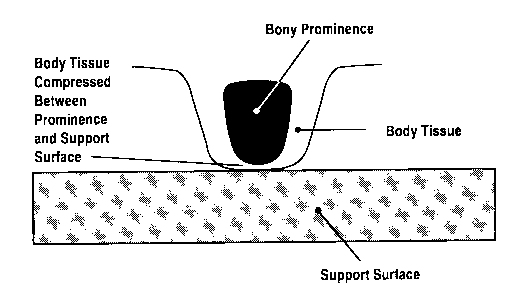 Bony Prominence
Body Tissue
Compressed
Between
Prominence
and Support
Surface
Body Tissue
Support Surface